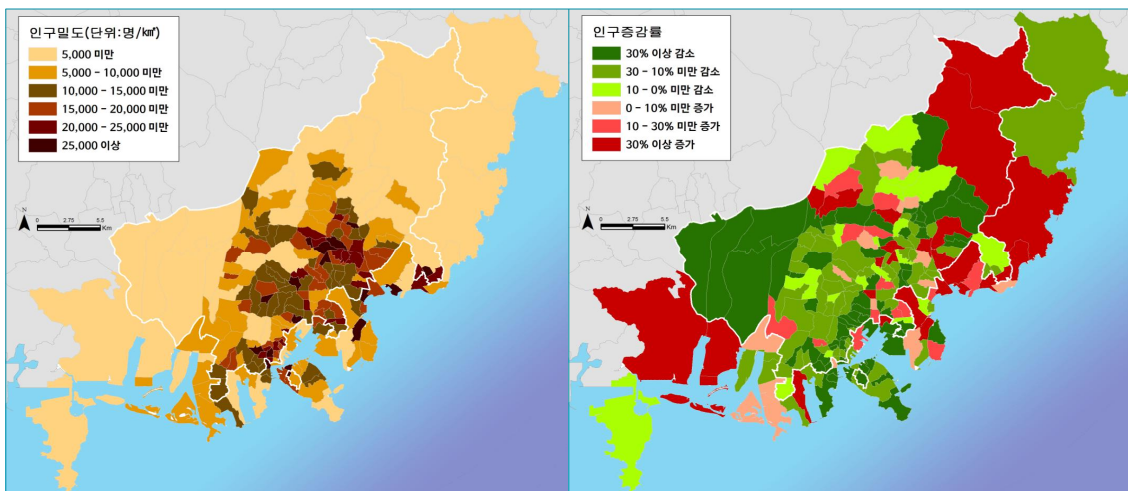 인구밀도(단위:명/㎢)
5,000 미만
5,000 - 10,000 미만
10,000 - 15,000 미만
15,000 - 20,000 미만
20,000 - 25,000 미만
25,000 이상
N
0 2.75 5.5
Km
인구증감률
30% 이상 감소
30 - 10% 미만 감소
10 - 0% 미만 감소
0 - 10% 미만 증가
10 - 30% 미만 증가
30% 이상 증가
N
0 2.75 5.5
Km